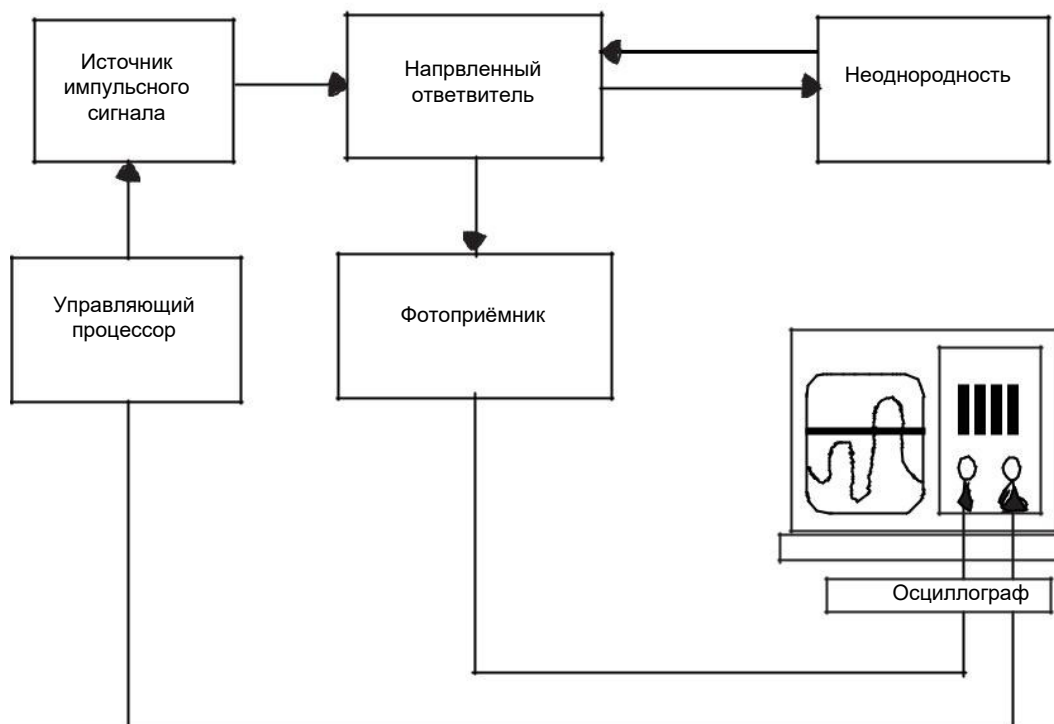 Источник
импульсного
сигнала
Напрвленный
ответвитель
Неоднородность
Управляющий
процессор
Фотоприёмник
Осциллограф